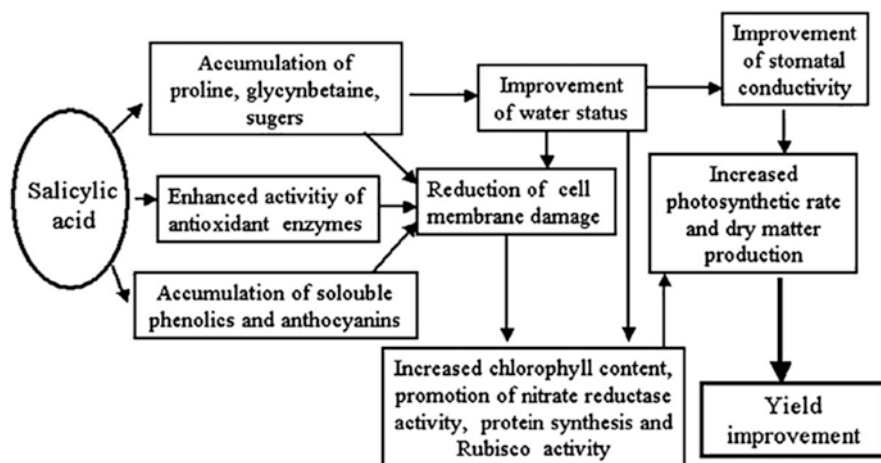 Salicylic
acid
Accumulation of
proline, glycynbetaine,
sugers
Enhanced activitiy of
antioxidant enzymes
Accumulation of solouble
phenolics and anthocyanins
Improvement
of water status
Reduction of cell
membrane damage
Increased chlorophyll content,
promotion of nitrate reductase
activity, protein synthesis and
Rubisco activity
Improvement
of stomatal
conductivity
Increased
photosynthetic rate
and dry matter
production
Yield
improvement